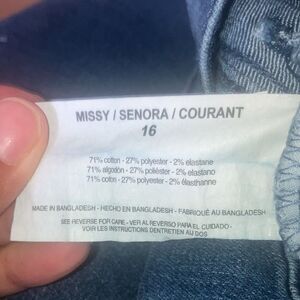 MISSY / SENORA / COURANT
16
71% cotton - 27% polyester - 2% elastane
71% algodón - 27% poliéster - 2% elastano
71% coton - 27% polyester - 2% élasthanne
MADE IN BANGLADESH - HECHO EN BANGLADESH - FABRIQUÉ AU BANGLADESH
SEE REVERSE FOR CARE - VER AL REVERSO PARA EL CUIDADO -
VOIR LES INSTRUCTIONS DENTRETIEN AU DOS